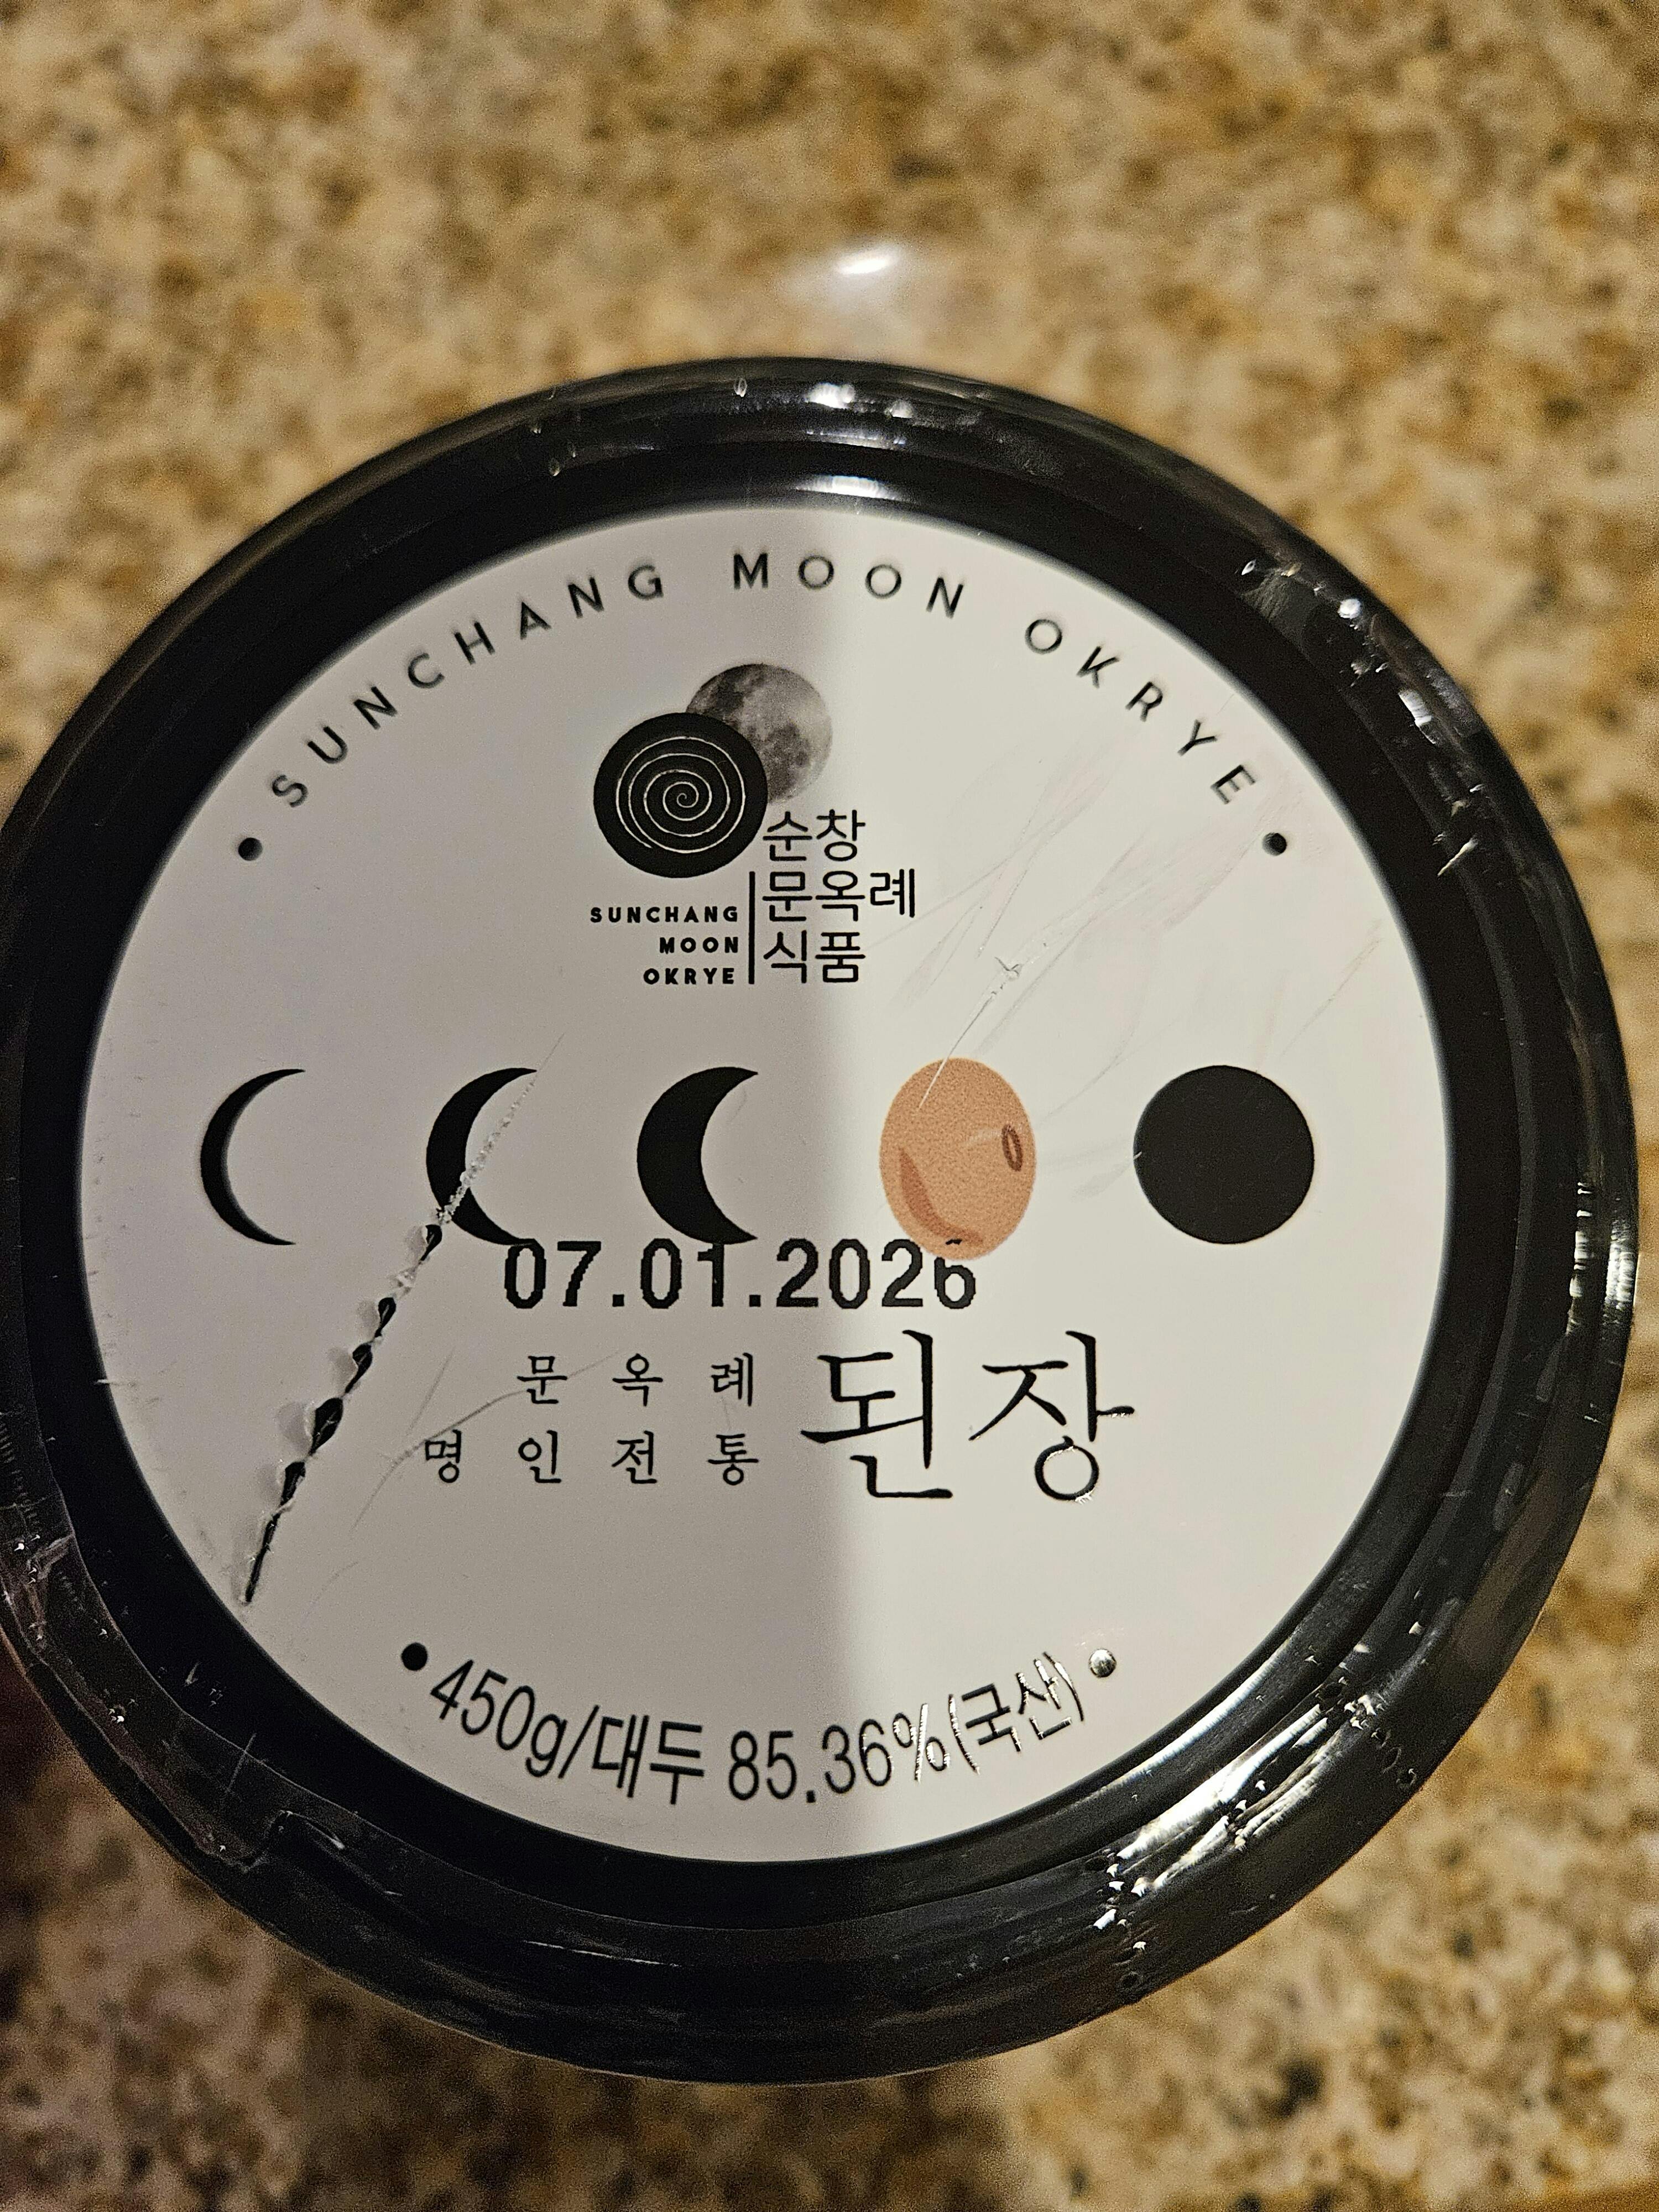 SUNCHANG MOON OKRYE
순창
문옥례
식품
SUNCHANG
MOON
OKRYE
07.01.2026
문옥례
명인전통
된장
450g/대두 85.36%(국산)